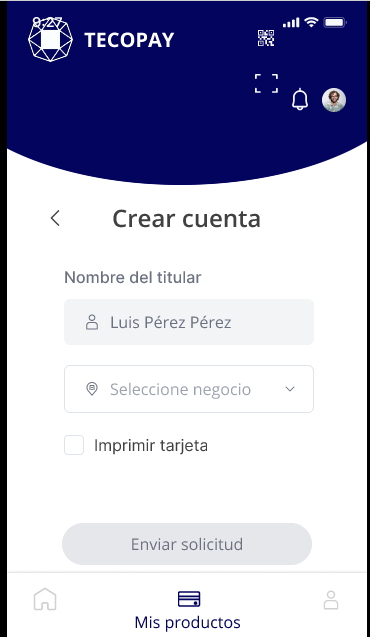 9:27
TECOPAY
Crear cuenta
Nombre del titular
Luis Pérez Pérez
Seleccione negocio
Imprimir tarjeta
Enviar solicitud
Mis productos